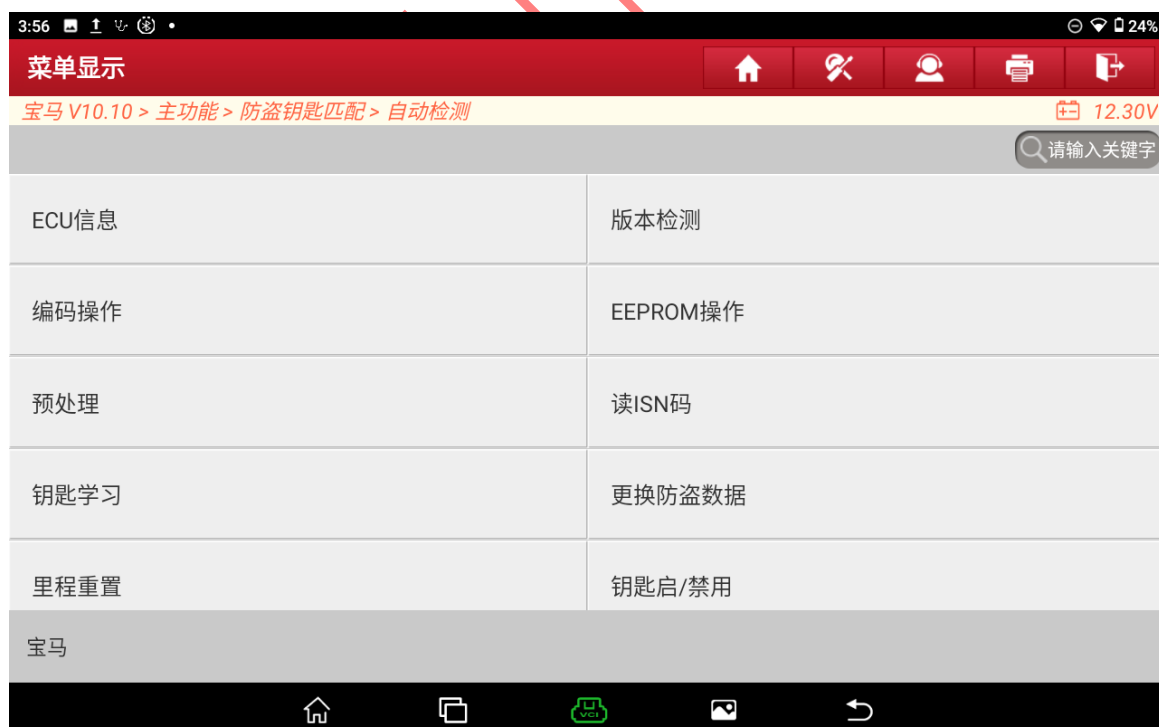 3:56
24%
菜单显示
宝马 V10.10 > 主功能 > 防盗钥匙匹配 > 自动检测
12.30V
请输入关键字
ECU信息
版本检测
编码操作
EEPROM操作
预处理
读ISN码
钥匙学习
更换防盗数据
里程重置
钥匙启/禁用
宝马
VCI